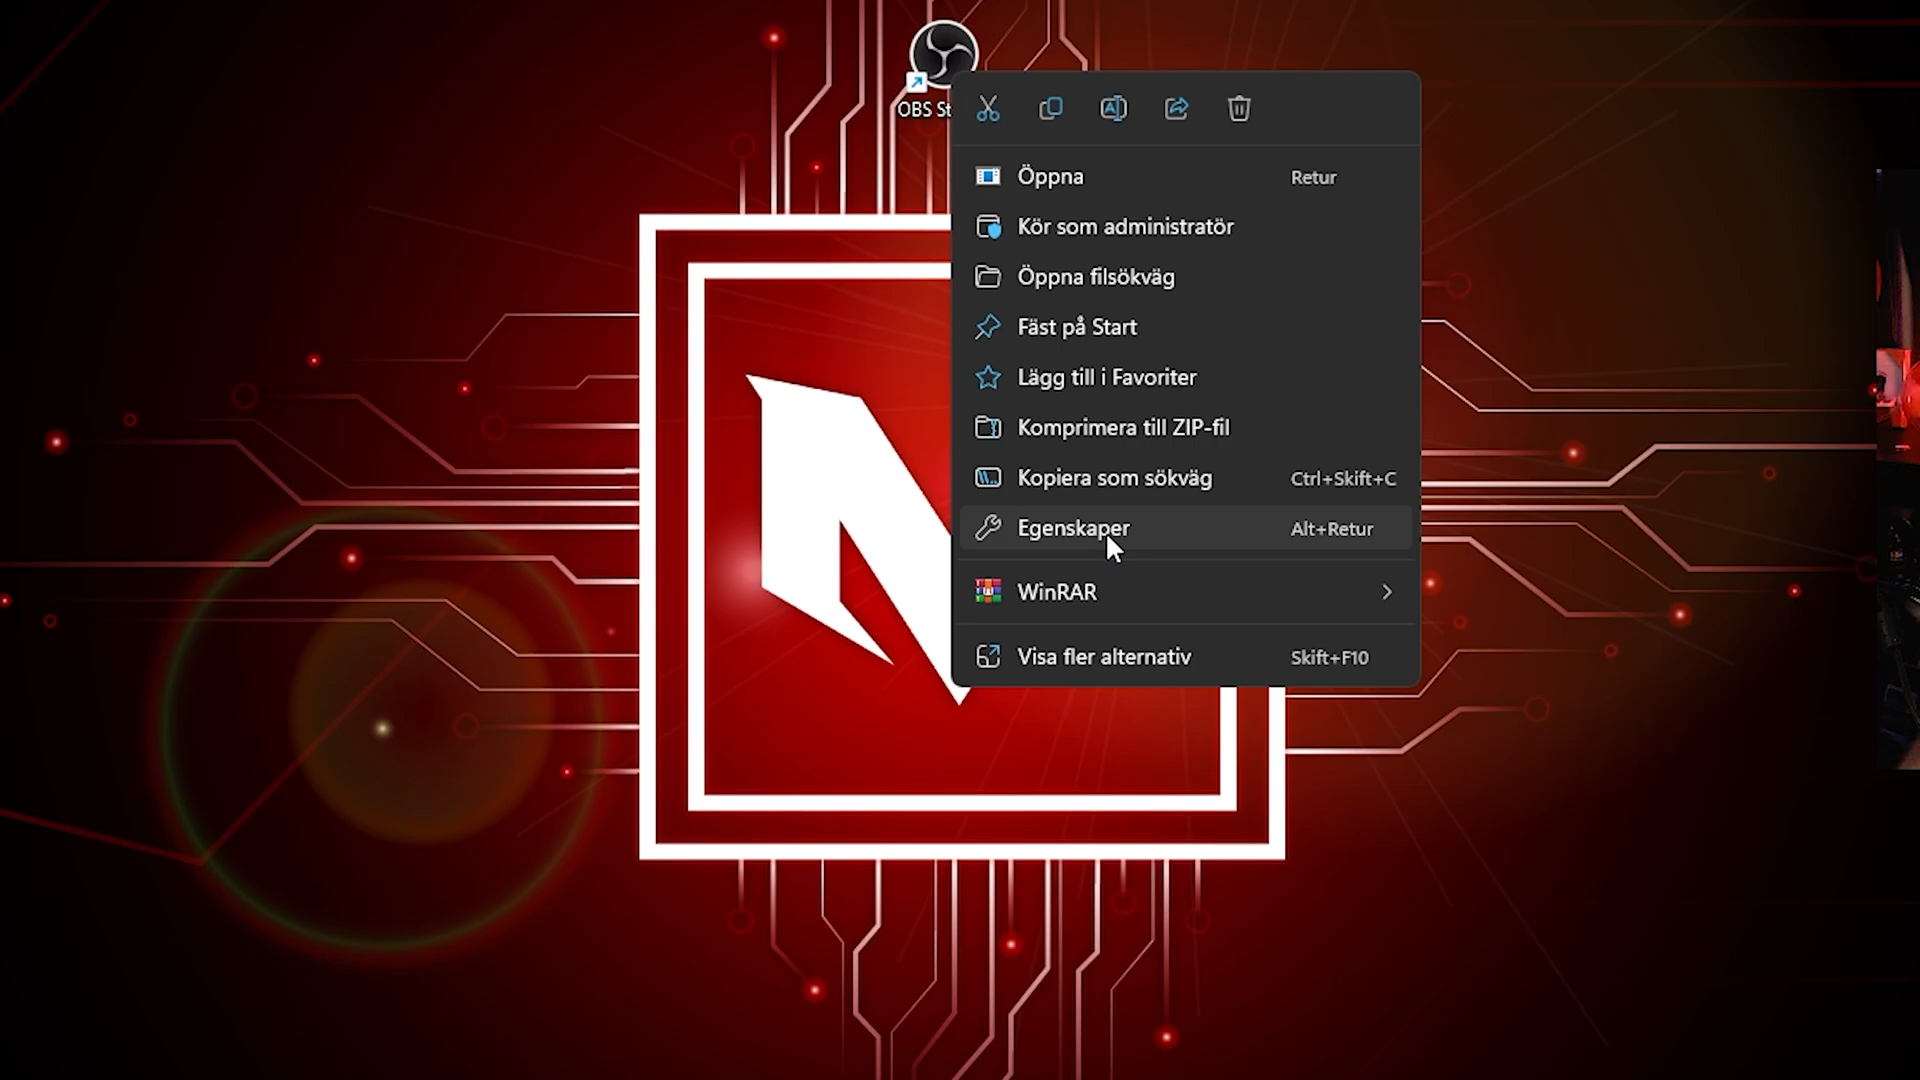 OBS St
Öppna Retur
Kör som administratör
Öppna filsökväg
Fäst på Start
Lägg till i Favoriter
Komprimera till ZIP-fil
Kopiera som sökväg Ctrl+Skift+C
Egenskaper Alt+Retur
WinRAR
Visa fler alternativ Skift+F10